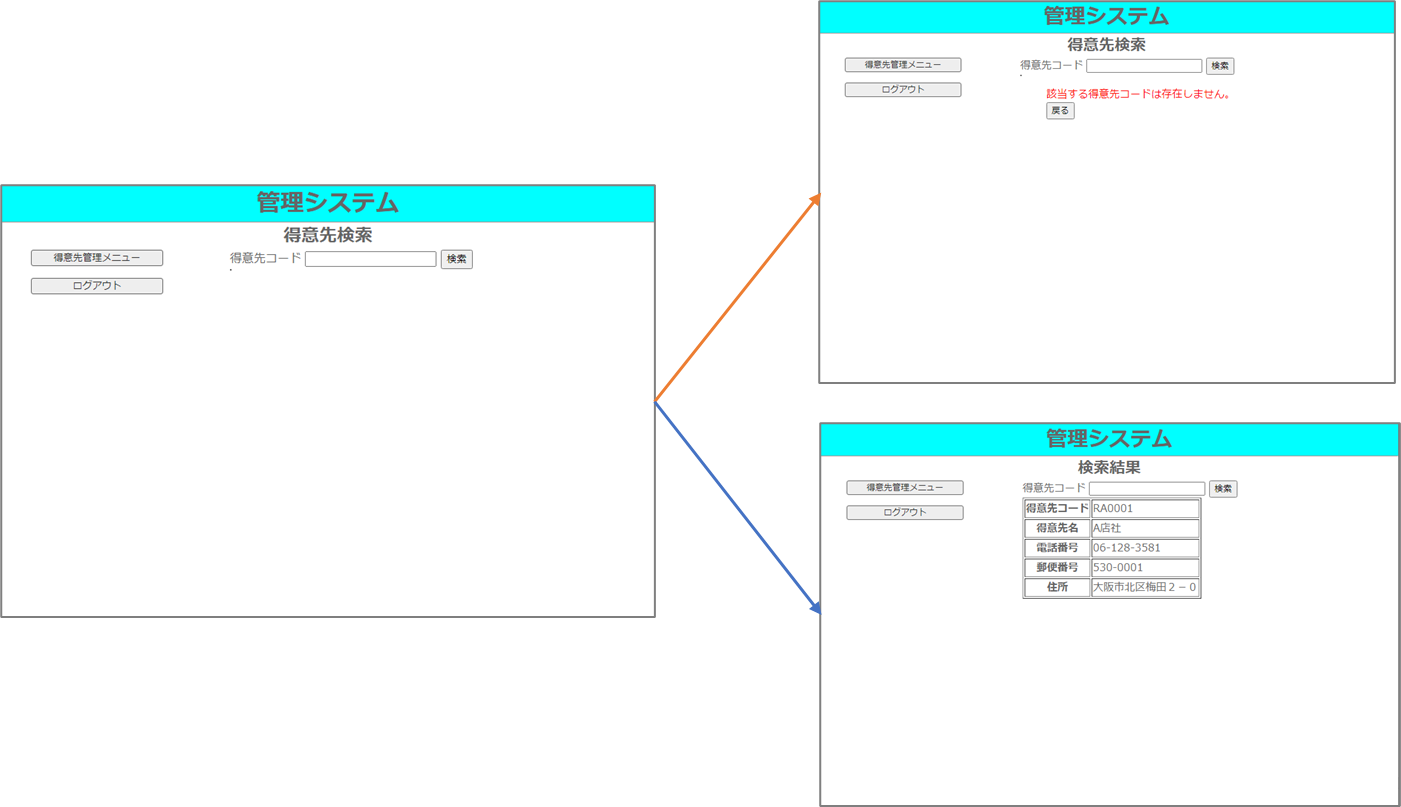 管理システム
得意先検索
得意先管理メニュー
得意先コード
検索
ログアウト
管理システム
得意先検索
得意先管理メニュー
得意先コード
検索
ログアウト
該当する得意先コードは存在しません。
戻る
管理システム
検索結果
得意先管理メニュー
得意先コード
検索
ログアウト
得意先コード RA0001
得意先名 A店社
電話番号 06-128-3581
郵便番号 530-0001
住所 大阪市北区梅田２－０